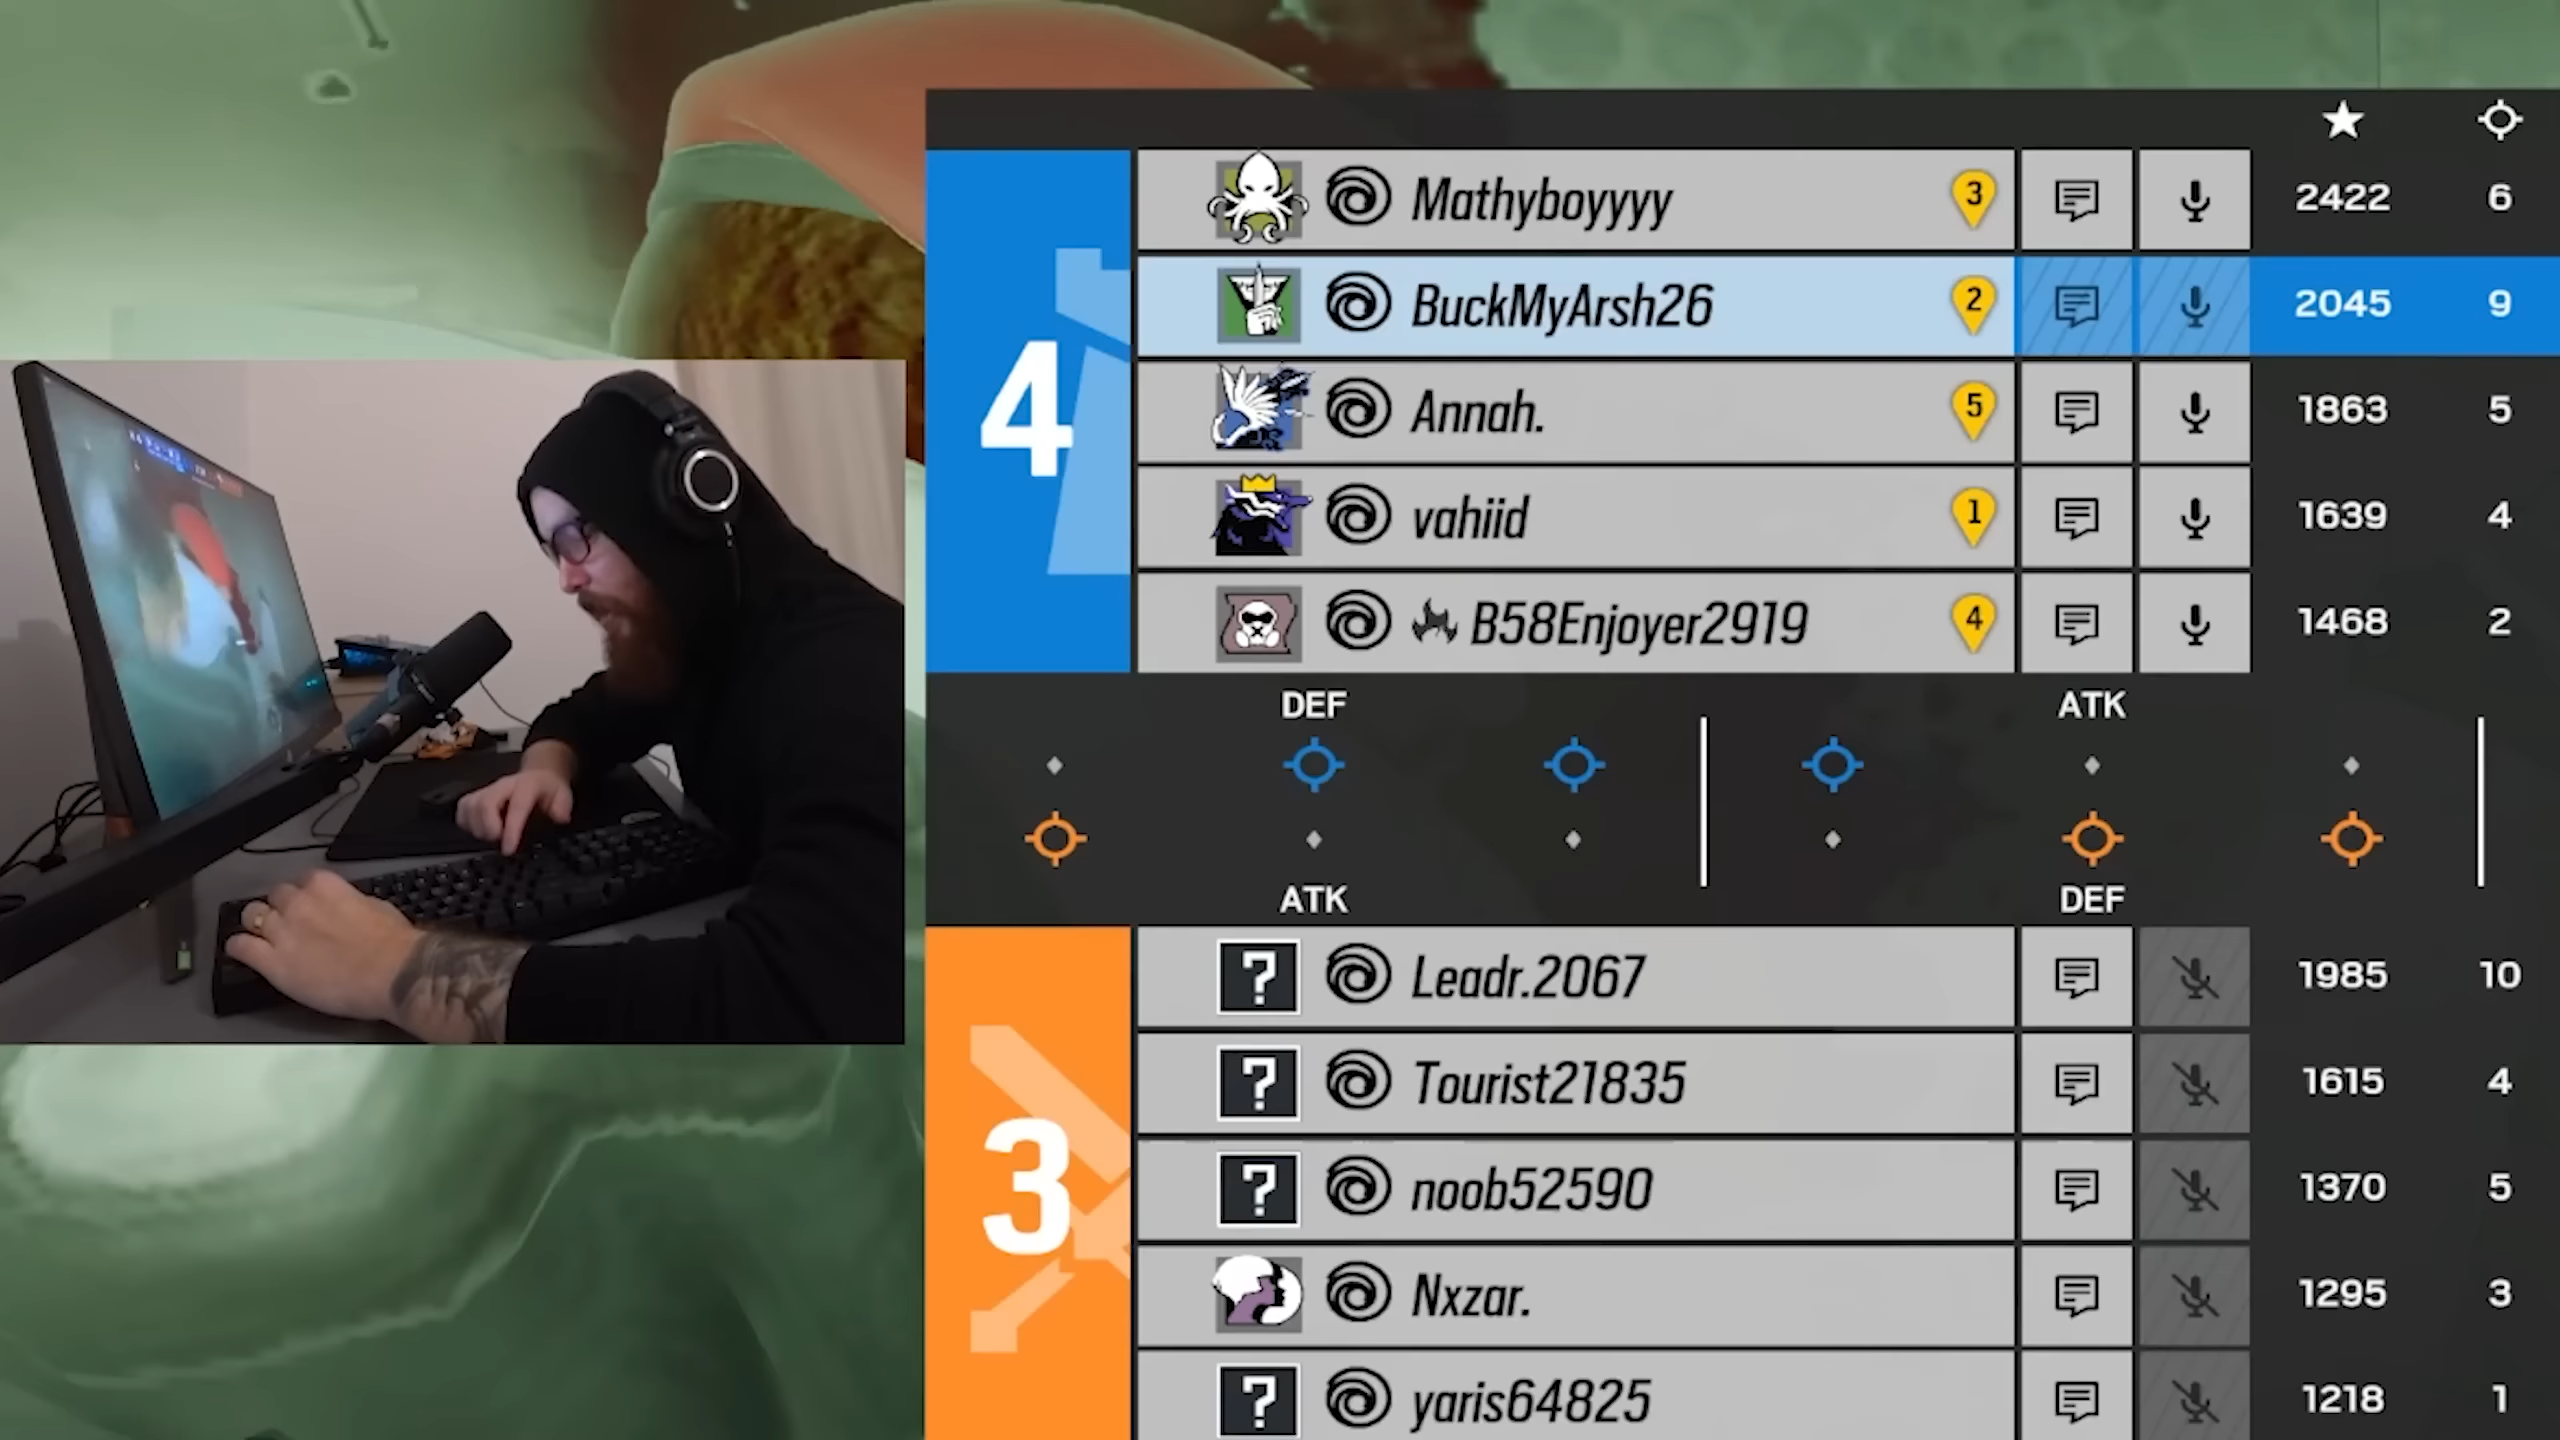 4
Mathyboyyyy 3 2422 6
BuckMyArsh26 2 2045 9
Annah. 5 1863 5
vahiid 1 1639 4
B58Enjoyer2919 4 1468 2
DEF ATK
ATK DEF
3
? Leadr.2067 1985 10
? Tourist21835 1615 4
? noob52590 1370 5
Nxzar. 1295 3
? yaris64825 1218 1